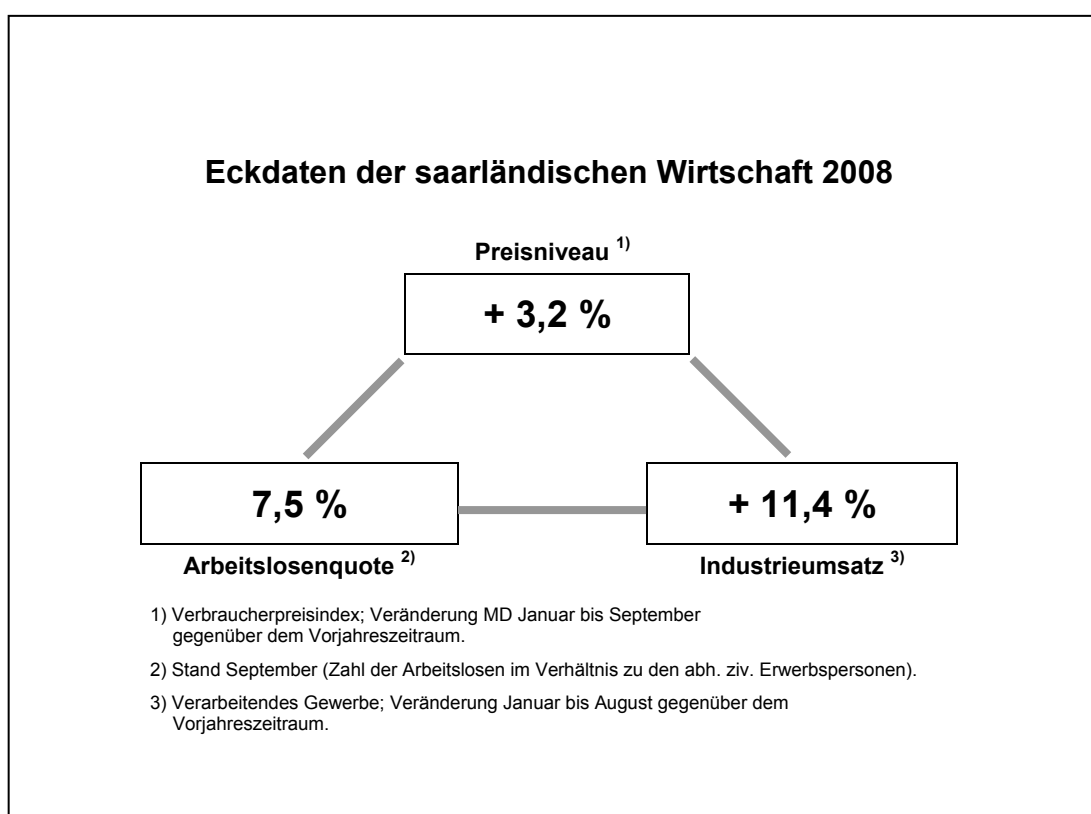 Eckdaten der saarländischen Wirtschaft 2008
Preisniveau 1)
+ 3,2 %
7,5 %
+ 11,4 %
Arbeitslosenquote 2)
Industrieumsatz 3)
1) Verbraucherpreisindex; Veränderung MD Januar bis September
gegenüber dem Vorjahreszeitraum.
2) Stand September (Zahl der Arbeitslosen im Verhältnis zu den abh. ziv. Erwerbspersonen).
3) Verarbeitendes Gewerbe; Veränderung Januar bis August gegenüber dem
Vorjahreszeitraum.